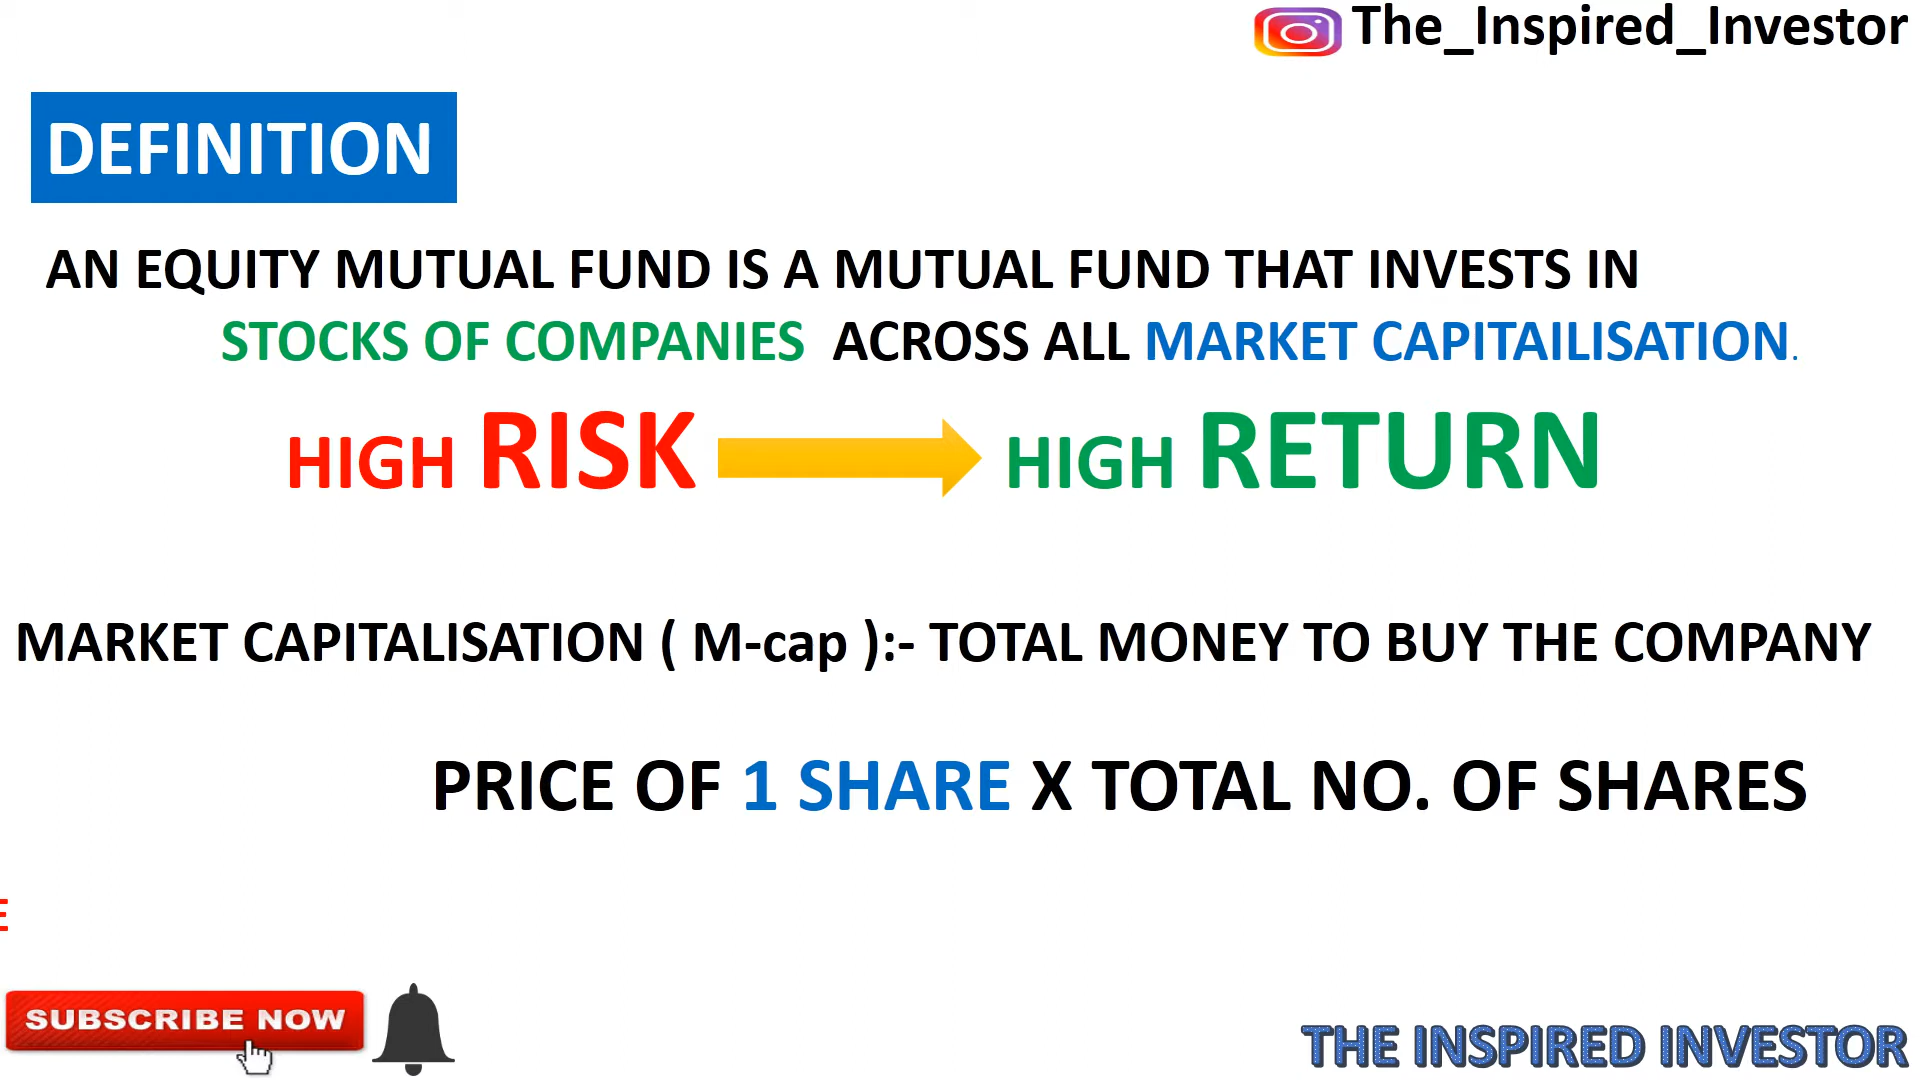 The_Inspired_Investor
DEFINITION
AN EQUITY MUTUAL FUND IS A MUTUAL FUND THAT INVESTS IN
STOCKS OF COMPANIES ACROSS ALL MARKET CAPITAILISATION.
HIGH RISK HIGH RETURN
MARKET CAPITALISATION ( M-cap ):- TOTAL MONEY TO BUY THE COMPANY
PRICE OF 1 SHARE X TOTAL NO. OF SHARES
E
SUBSCRIBE NOW
THE INSPIRED INVESTOR